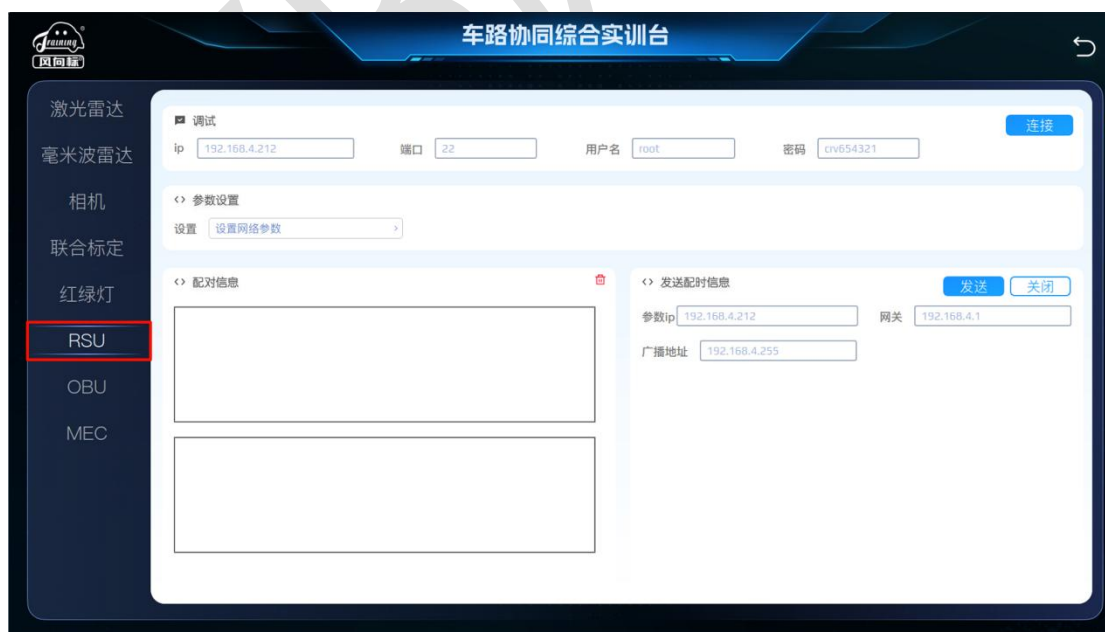 Training
风向标
车路协同综合实训台
激光雷达
毫米波雷达
相机
联合标定
红绿灯
RSU
OBU
MEC
调试
连接
ip 192.168.4.212 端口 22 用户名 root 密码 crv654321
<> 参数设置
设置 设置网络参数
<> 配对信息
<> 发送配时信息
发送 关闭
参数ip 192.168.4.212 网关 192.168.4.1
广播地址 192.168.4.255